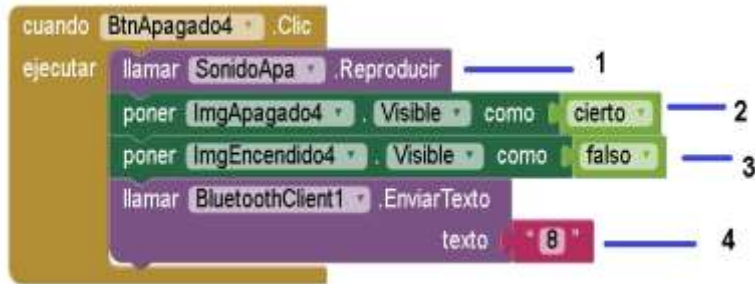 cuando BtnApagado4 .Clic
ejecutar llamar SonidoApa .Reproducir 1
poner ImgApagado4 . Visible como cierto 2
poner ImgEncendido4 . Visible como falso 3
llamar BluetoothClient1 .EnviarTexto
texto "8" 4